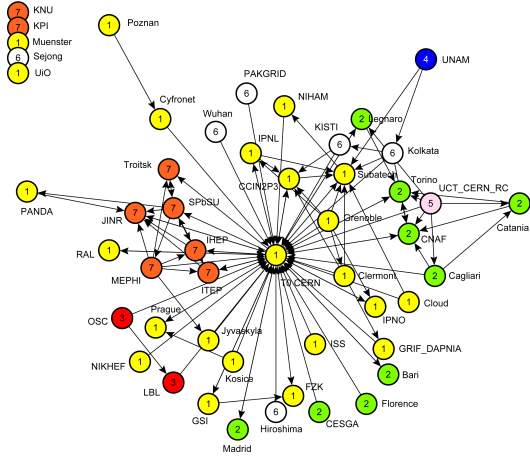 7 KNU
7 KPI
1 Muenster
6 Sejong
1 UiO
1 Poznan
4 UNAM
6 PAKGRID
1 Cyfronet
1 NIHAM
6 Wuhan
2 Legnaro
6 KISTI
1 IPNL
6 Kolkata
7 Troitsk
1 CCIN2P3
1 Subatech
2 Torino
1 PANDA
5 UCT_CERN_RC
7 SPbSU
7 JINR
2 Catania
1 Grenoble
2 CNAF
7 IHEP
1 RAL
1 T0 CERN
7 MEPHI
7 ITEP
1 Clermont
2 Cagliari
1 Cloud
1 IPNO
3 OSC
1 Prague
1 Jyvaskyla
1 ISS
1 GRIF_DAPNIA
1 NIKHEF
1 Kosice
3 LBL
2 Bari
1 GSI
1 FZK
6 Hiroshima
2 CESGA
2 Florence
2 Madrid